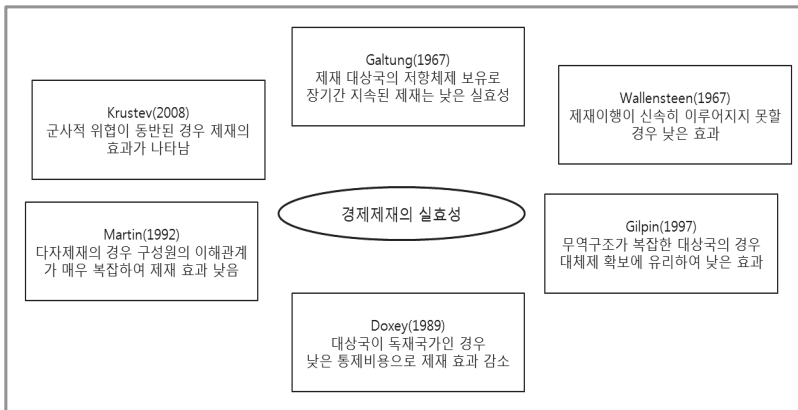 Galtung(1967)
제재 대상국의 저항체제 보유로
장기간 지속된 제재는 낮은 실효성
Krustev(2008)
군사적 위협이 동반된 경우 제재의
효과가 나타남
Wallensteen(1967)
제재이행이 신속히 이루어지지 못할
경우 낮은 효과
경제제재의 실효성
Martin(1992)
다자제재의 경우 구성원의 이해관계
가 매우 복잡하여 제재 효과 낮음
Gilpin(1997)
무역구조가 복잡한 대상국의 경우
대체제 확보에 유리하여 낮은 효과
Doxey(1989)
대상국이 독재국가인 경우
낮은 통제비용으로 제재 효과 감소